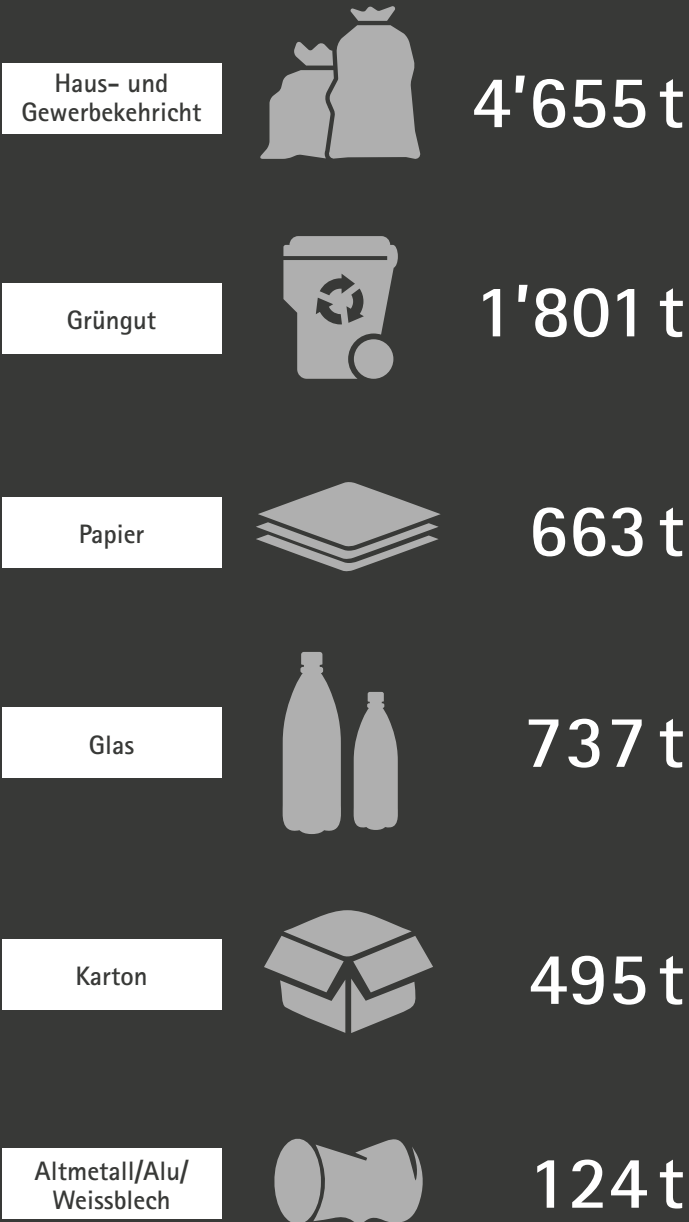 Haus- und
Gewerbekehricht
4'655 t
Grüngut
1'801 t
Papier
663 t
Glas
737 t
Karton
495 t
Altmetall/Alu/
Weissblech
124 t